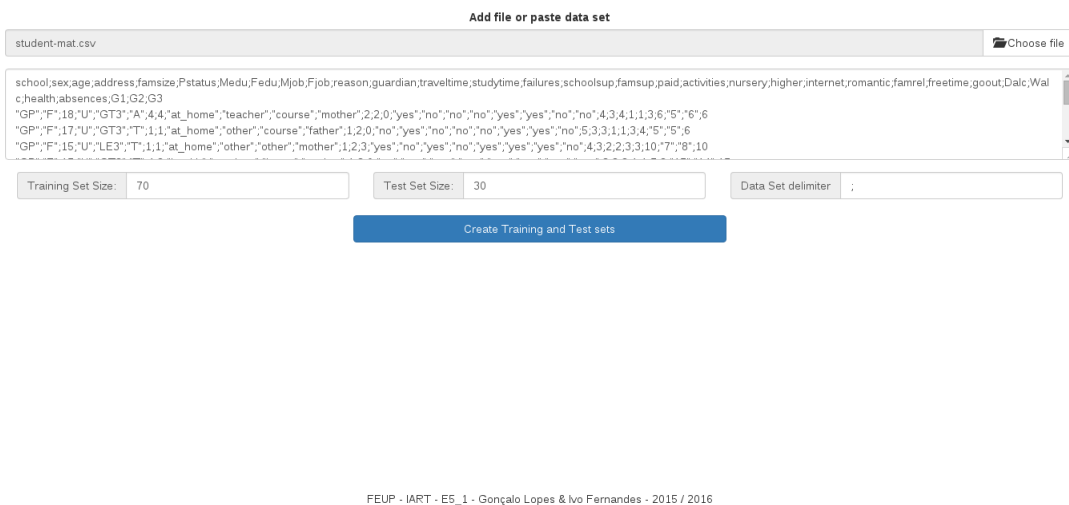 Add file or paste data set
student-mat.csv
Choose file
school;sex;age;address;famsize;Pstatus;Medu;Fedu;Mjob;Fjob;reason;guardian;traveltime;studytime;failures;schoolsup;famsup;paid;activities;nursery;higher;internet;romantic;famrel;freetime;goout;Dalc;Wal
c;health;absences;G1;G2;G3
"GP";"F";18;"U";"GT3";"A";4;4;"at_home";"teacher";"course";"mother";2;2;0;"yes";"no";"no";"no";"yes";"yes";"no";"no";4;3;4;1;1;3;6;"5";"6";6
"GP";"F";17;"U";"GT3";"T";1;1;"at_home";"other";"course";"father";1;2;0;"no";"yes";"no";"no";"no";"yes";"yes";"no";5;3;3;1;1;3;4;"5";"5";6
"GP";"F";15;"U";"LE3";"T";1;1;"at_home";"other";"other";"mother";1;2;3;"yes";"no";"yes";"no";"yes";"yes";"yes";"no";4;3;2;2;3;3;10;"7";"8";10
Training Set Size: 70 Test Set Size: 30 Data Set delimiter ;
Create Training and Test sets
FEUP - IART - E5_1 - Gonçalo Lopes & Ivo Fernandes - 2015 / 2016